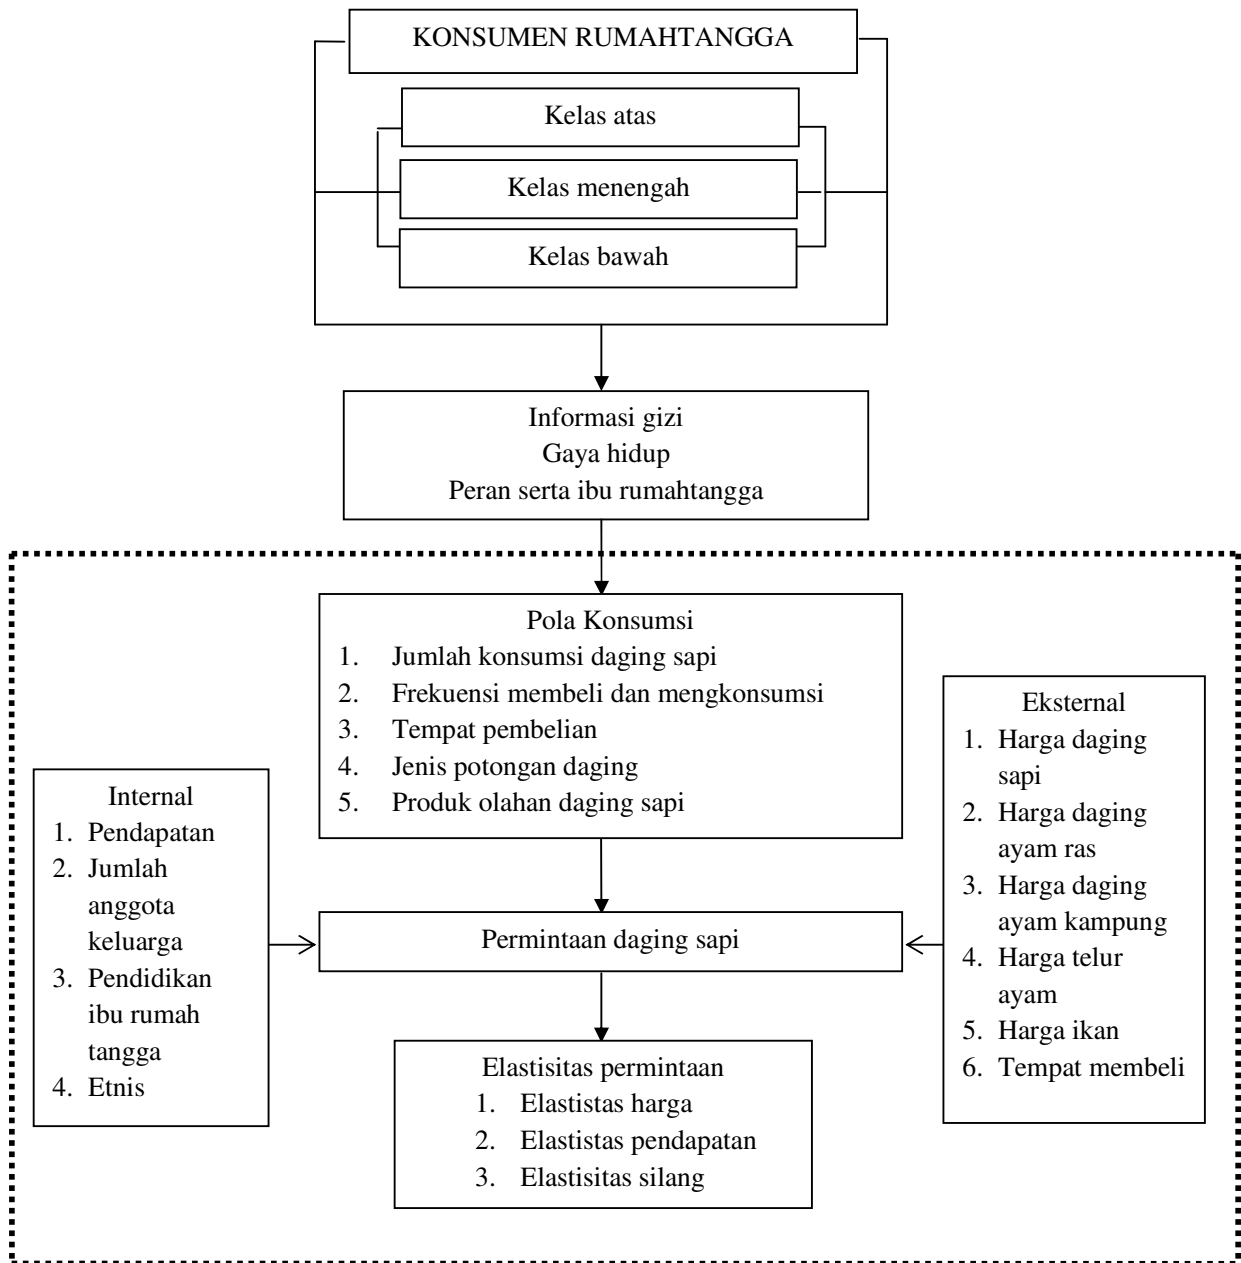 KONSUMEN RUMAHTANGGA
Kelas atas
Kelas menengah
Kelas bawah
Informasi gizi
Gaya hidup
Peran serta ibu rumahtangga
Pola Konsumsi
1. Jumlah konsumsi daging sapi
2. Frekuensi membeli dan mengkonsumsi
3. Tempat pembelian
4. Jenis potongan daging
5. Produk olahan daging sapi
Internal
1. Pendapatan
2. Jumlah
anggota
keluarga
3. Pendidikan
ibu rumah
tangga
4. Etnis
Eksternal
1. Harga daging
sapi
2. Harga daging
ayam ras
3. Harga daging
ayam kampung
4. Harga telur
ayam
5. Harga ikan
6. Tempat membeli
Permintaan daging sapi
Elastisitas permintaan
1. Elastistas harga
2. Elastistas pendapatan
3. Elastisitas silang